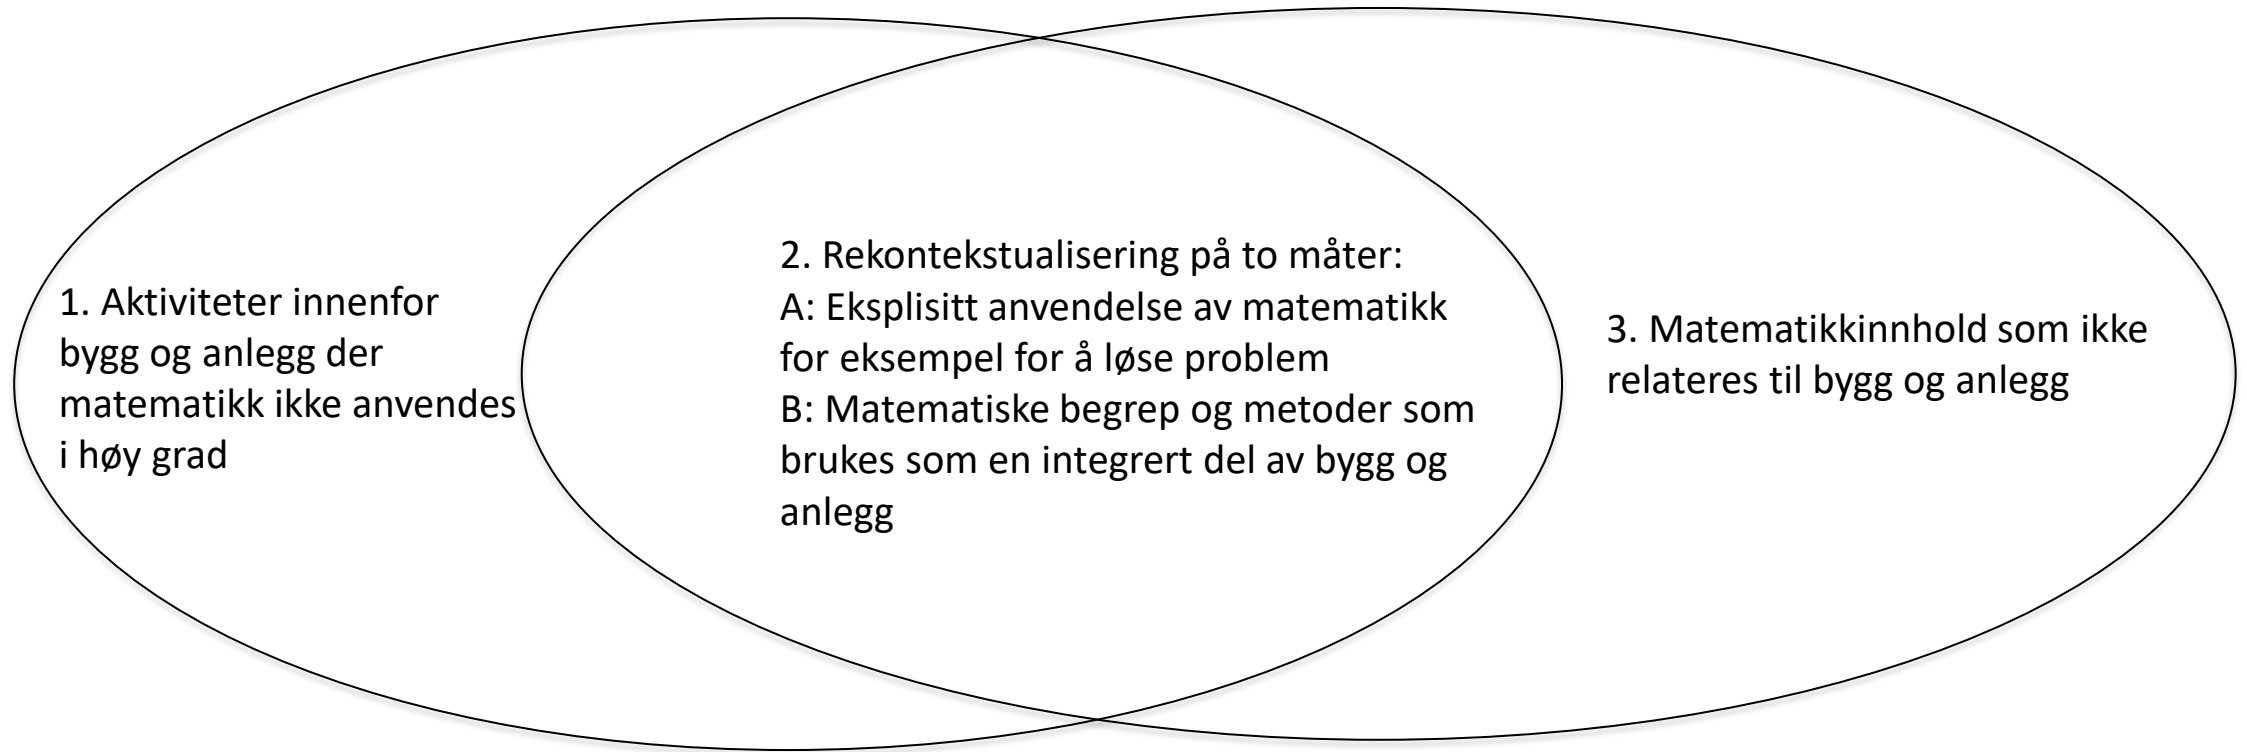 1. Aktiviteter innenfor
bygg og anlegg der
matematikk ikke anvendes
i høy grad
2. Rekontekstualisering på to måter:
A: Eksplisitt anvendelse av matematikk
for eksempel for å løse problem
B: Matematiske begrep og metoder som
brukes som en integrert del av bygg og
anlegg
3. Matematikkinnhold som ikke
relateres til bygg og anlegg